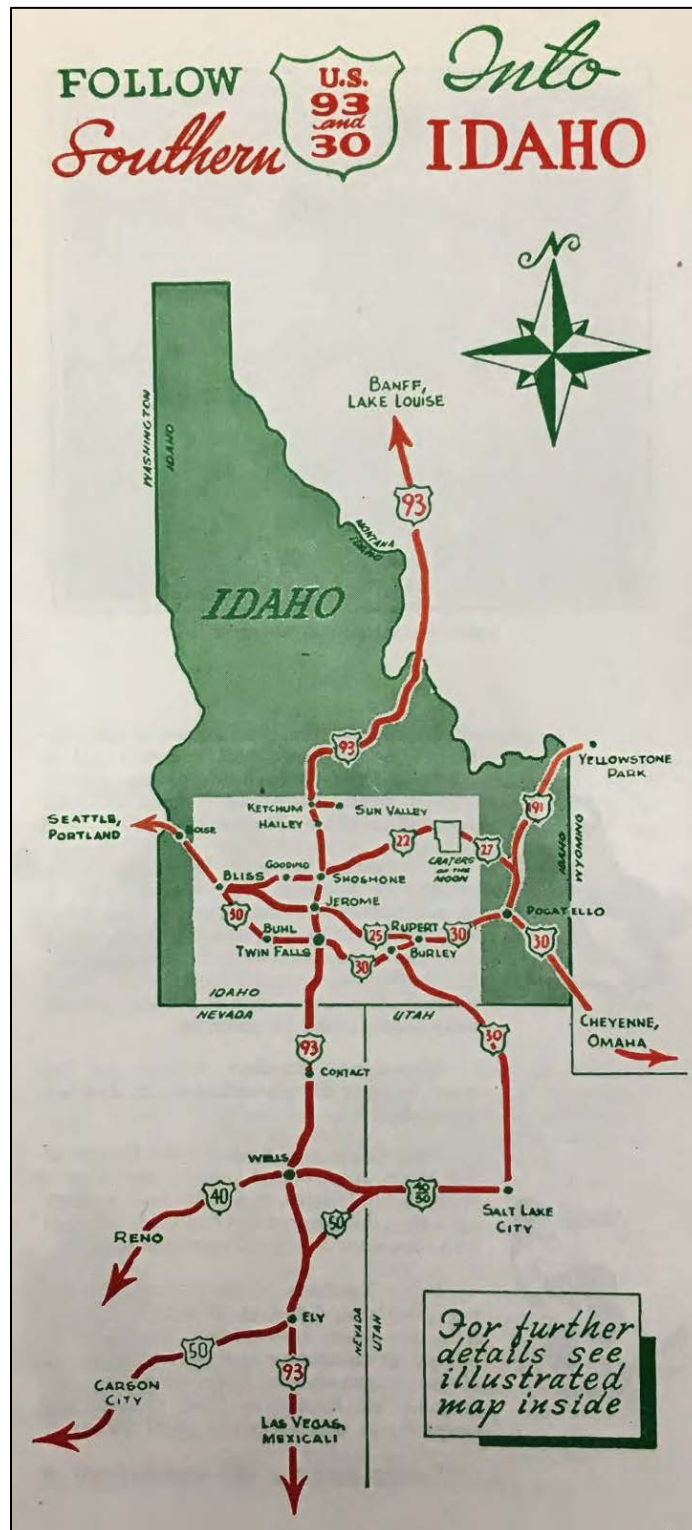 FOLLOW
U.S.
93
and
30
Into
Southern
IDAHO
N
BANFF,
LAKE LOUISE
WASHINGTON
IDAHO
93
MONTANA
IDAHO
IDAHO
93
YELLOWSTONE
PARK
191
KETCHUM
SUN VALLEY
HAILEY
SEATTLE,
PORTLAND
BOISE
22
CRATERS
OF THE
MOON
27
IDAHO
WYOMING
GOODING
BLISS
SHOSHONE
JEROME
POCATELLO
30
BUHL
25
RUPERT
30
30
TWIN FALLS
30
BURLEY
IDAHO
NEVADA
UTAH
CHEYENNE,
OMAHA
30
S
93
CONTACT
WELLS
40
50
40
50
SALT LAKE
CITY
RENO
ELY
NEVADA
UTAH
50
93
CARSON
CITY
LAS VEGAS,
MEXICALI
For further
details see
illustrated
map inside